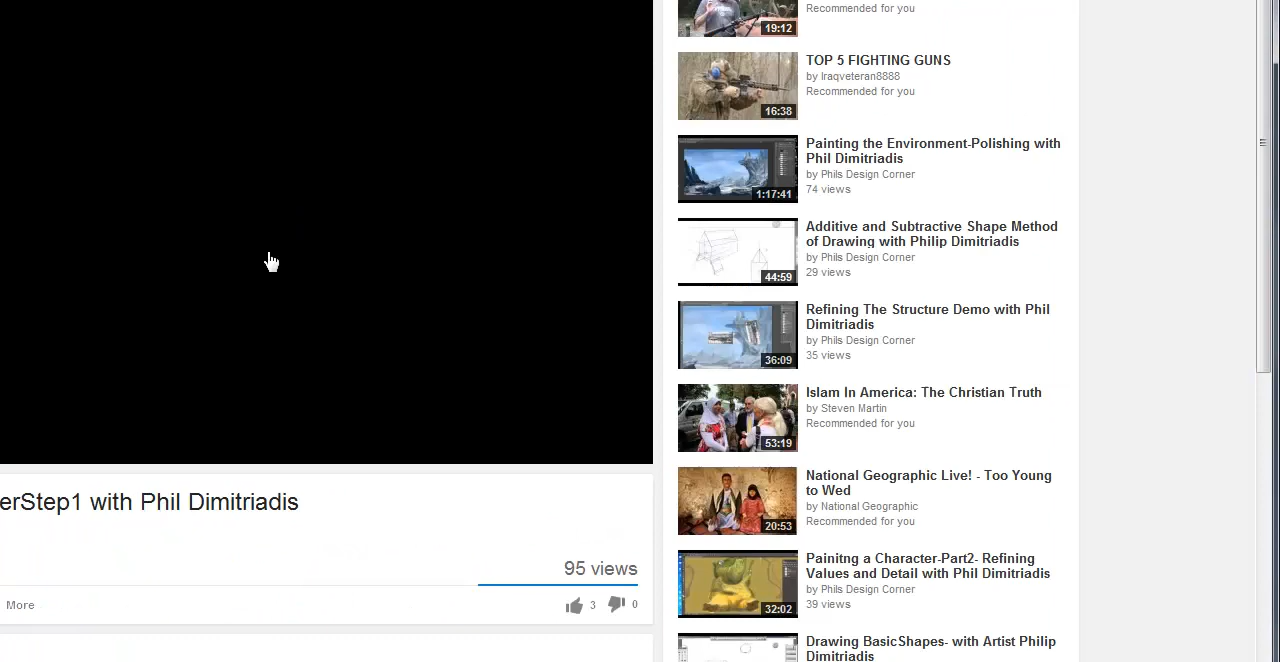 19:12
Recommended for you
16:38
TOP 5 FIGHTING GUNS
by Iraqveteran8888
Recommended for you
1:17:41
Painting the Environment-Polishing with
Phil Dimitriadis
by Phils Design Corner
74 views
44:59
Additive and Subtractive Shape Method
of Drawing with Philip Dimitriadis
by Phils Design Corner
29 views
36:09
Refining The Structure Demo with Phil
Dimitriadis
by Phils Design Corner
35 views
53:19
Islam In America: The Christian Truth
by Steven Martin
Recommended for you
20:53
National Geographic Live! - Too Young
to Wed
by National Geographic
Recommended for you
32:02
Painitng a Character-Part2- Refining
Values and Detail with Phil Dimitriadis
by Phils Design Corner
39 views
Drawing BasicShapes- with Artist Philip
Dimitriadis
erStep1 with Phil Dimitriadis
95 views
More
3
0